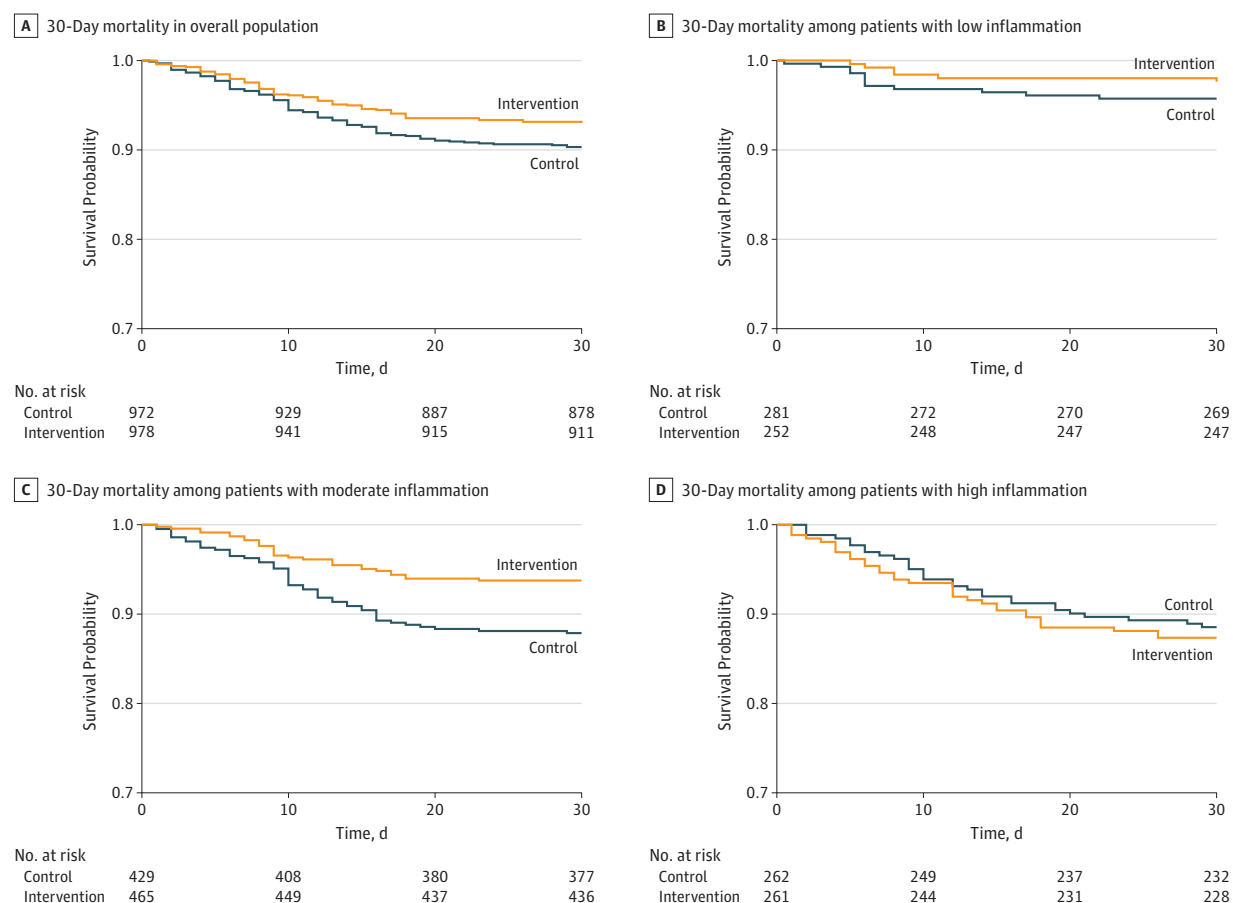 A 30-Day mortality in overall population
1.0
0.9
0.8
0.7
Survival Probability
Intervention
Control
0 10 20 30
Time, d
No. at risk
Control 972 929 887 878
Intervention 978 941 915 911
B 30-Day mortality among patients with low inflammation
1.0
0.9
0.8
0.7
Survival Probability
Intervention
Control
0 10 20 30
Time, d
No. at risk
Control 281 272 270 269
Intervention 252 248 247 247
C 30-Day mortality among patients with moderate inflammation
1.0
0.9
0.8
0.7
Survival Probability
Intervention
Control
0 10 20 30
Time, d
No. at risk
Control 429 408 380 377
Intervention 465 449 437 436
D 30-Day mortality among patients with high inflammation
1.0
0.9
0.8
0.7
Survival Probability
Control
Intervention
0 10 20 30
Time, d
No. at risk
Control 262 249 237 232
Intervention 261 244 231 228